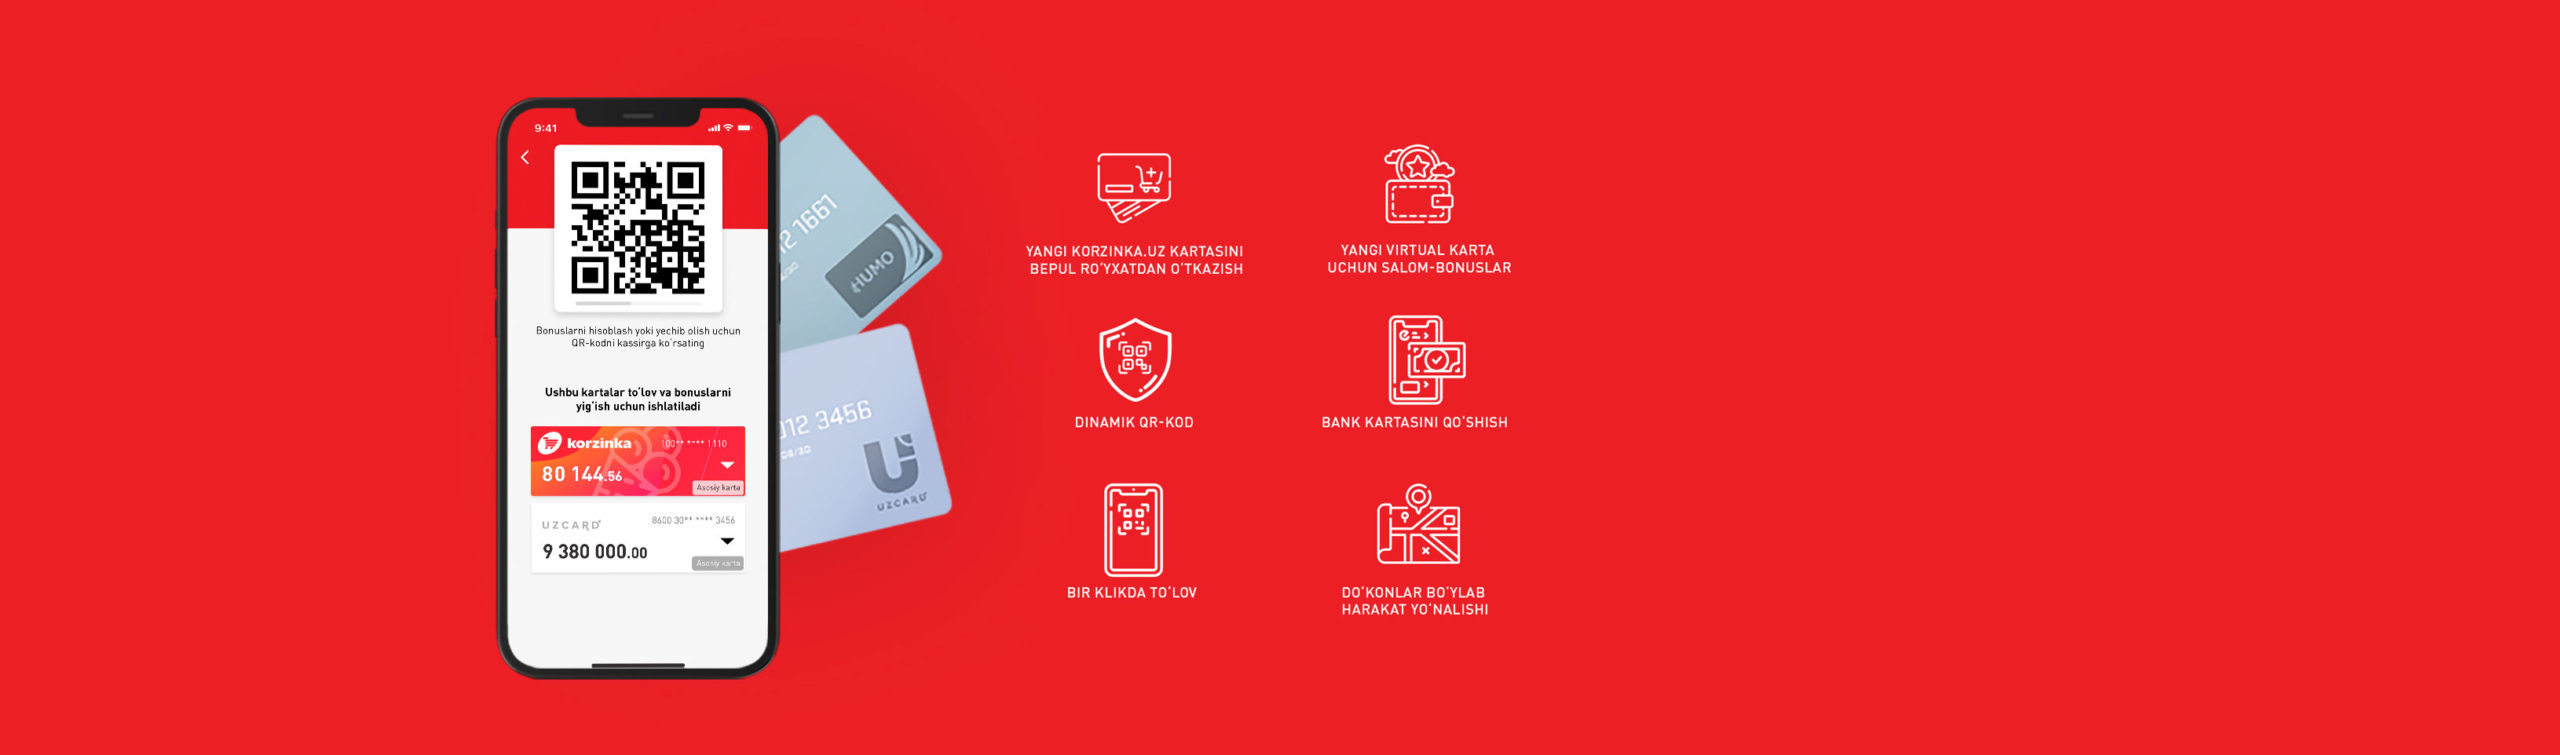 9:41
Bonuslarni hisoblash yoki yechib olish uchun
QR-kodni kassirga ko‘rsating
Ushbu kartalar to‘lov va bonuslarni
yig‘ish uchun ishlatiladi
korzinka 100** **** 1110
80 144.56
Asosiy karta
UZCARD 8600 30** **** 3456
9 380 000.00
Asosiy karta
12 1661
/30
HUMO
012 3456
08/30
UZCARD
YANGI KORZINKA.UZ KARTASINI
BEPUL RO‘YXATDAN O‘TKAZISH
YANGI VIRTUAL KARTA
UCHUN SALOM-BONUSLAR
DINAMIK QR-KOD
BANK KARTASINI QO‘SHISH
BIR KLIKDA TO‘LOV
DO‘KONLAR BO‘YLAB
HARAKAT YO‘NALISHI